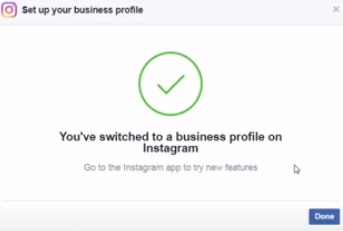 Set up your business profile
You've switched to a business profile on
Instagram
Go to the Instagram app to try new features
Done